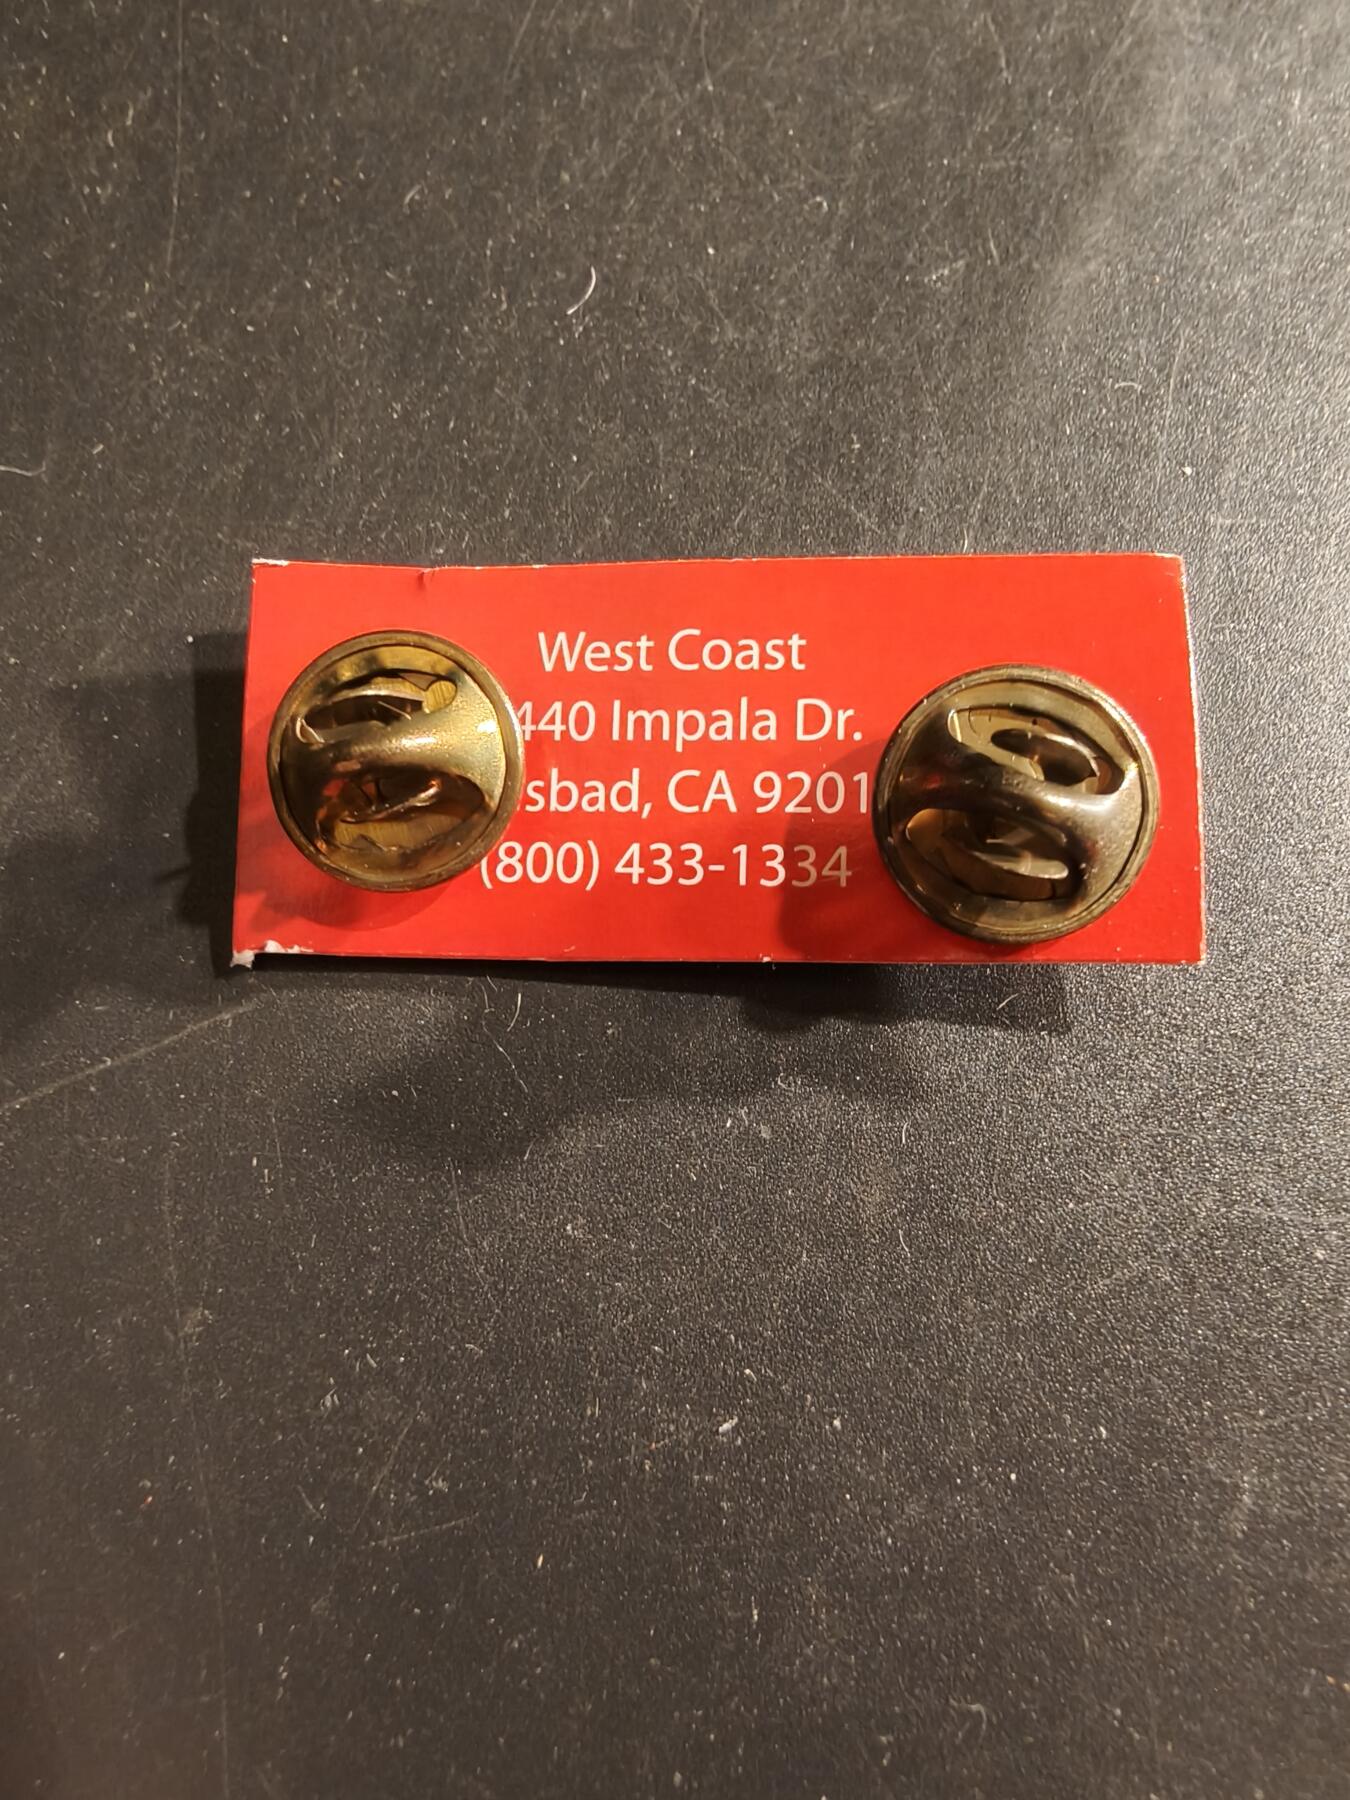 West Coast
440 Impala Dr.
sbad, CA 9201
(800) 433-1334